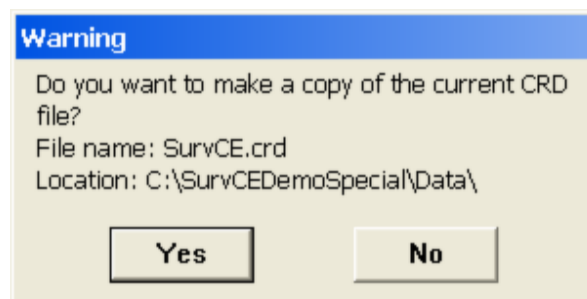 Warning
Do you want to make a copy of the current CRD
file?
File name: SurvCE.crd
Location: C:\SurvCEDemoSpecial\Data\
Yes No